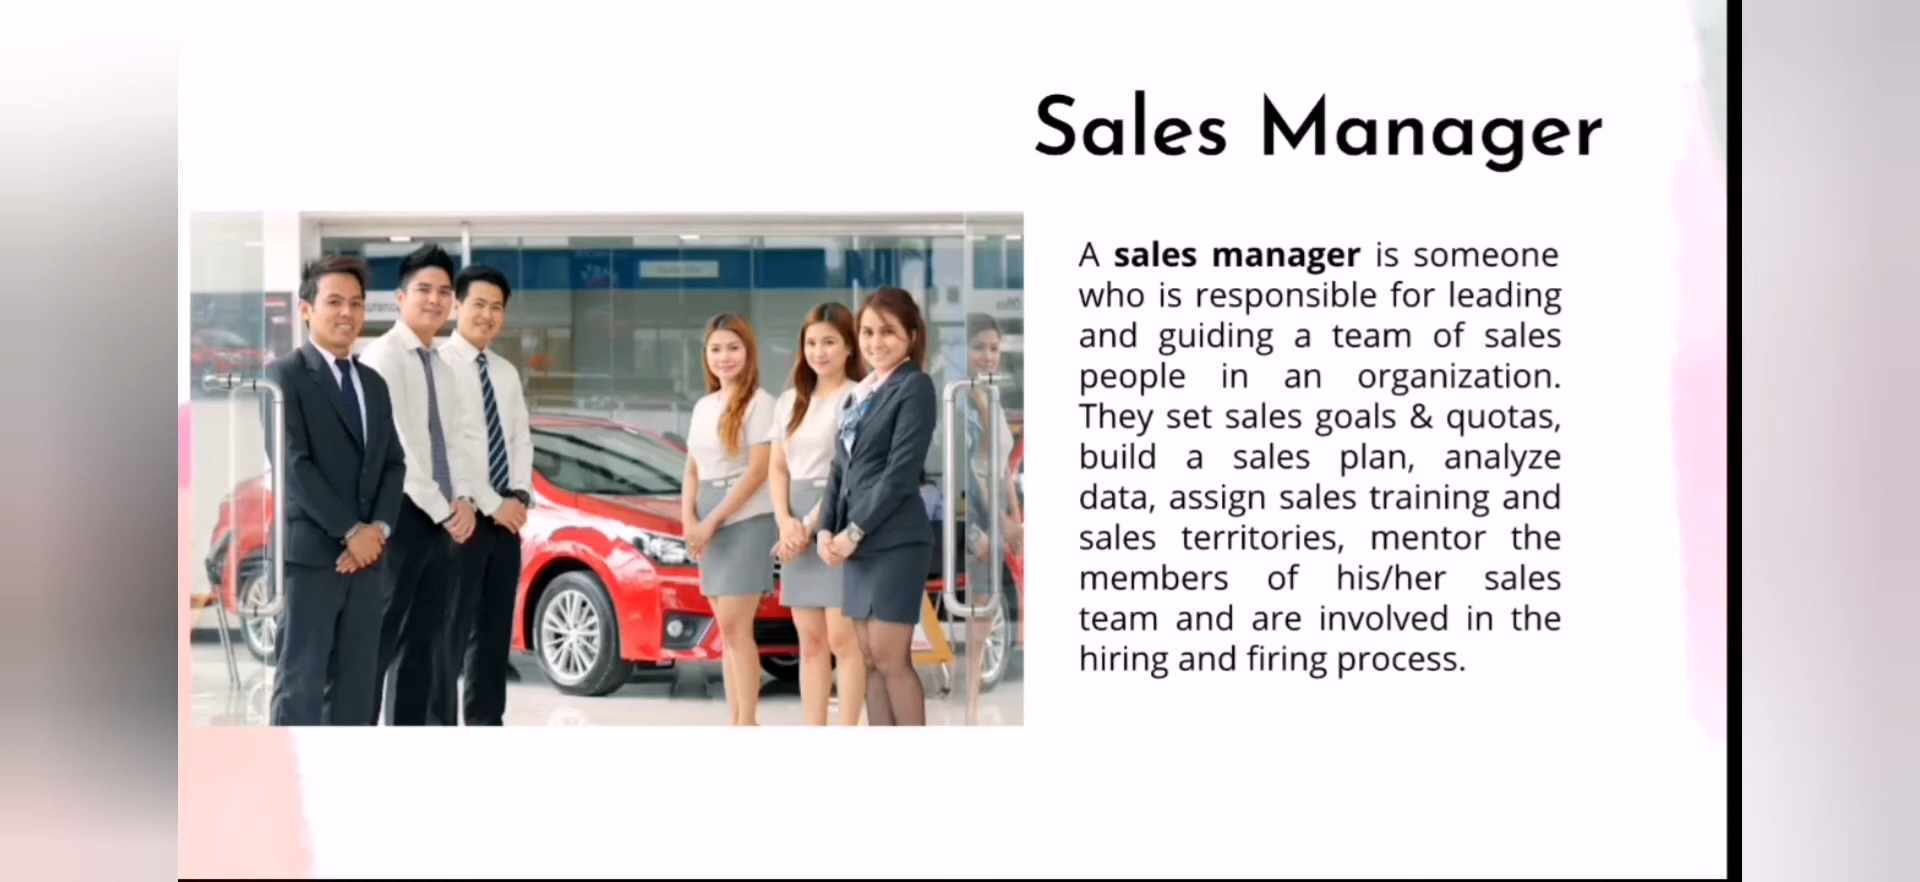 Sales Manager
A sales manager is someone
who is responsible for leading
and guiding a team of sales
people in an organization.
They set sales goals & quotas,
build a sales plan, analyze
data, assign sales training and
sales territories, mentor the
members of his/her sales
team and are involved in the
hiring and firing process.